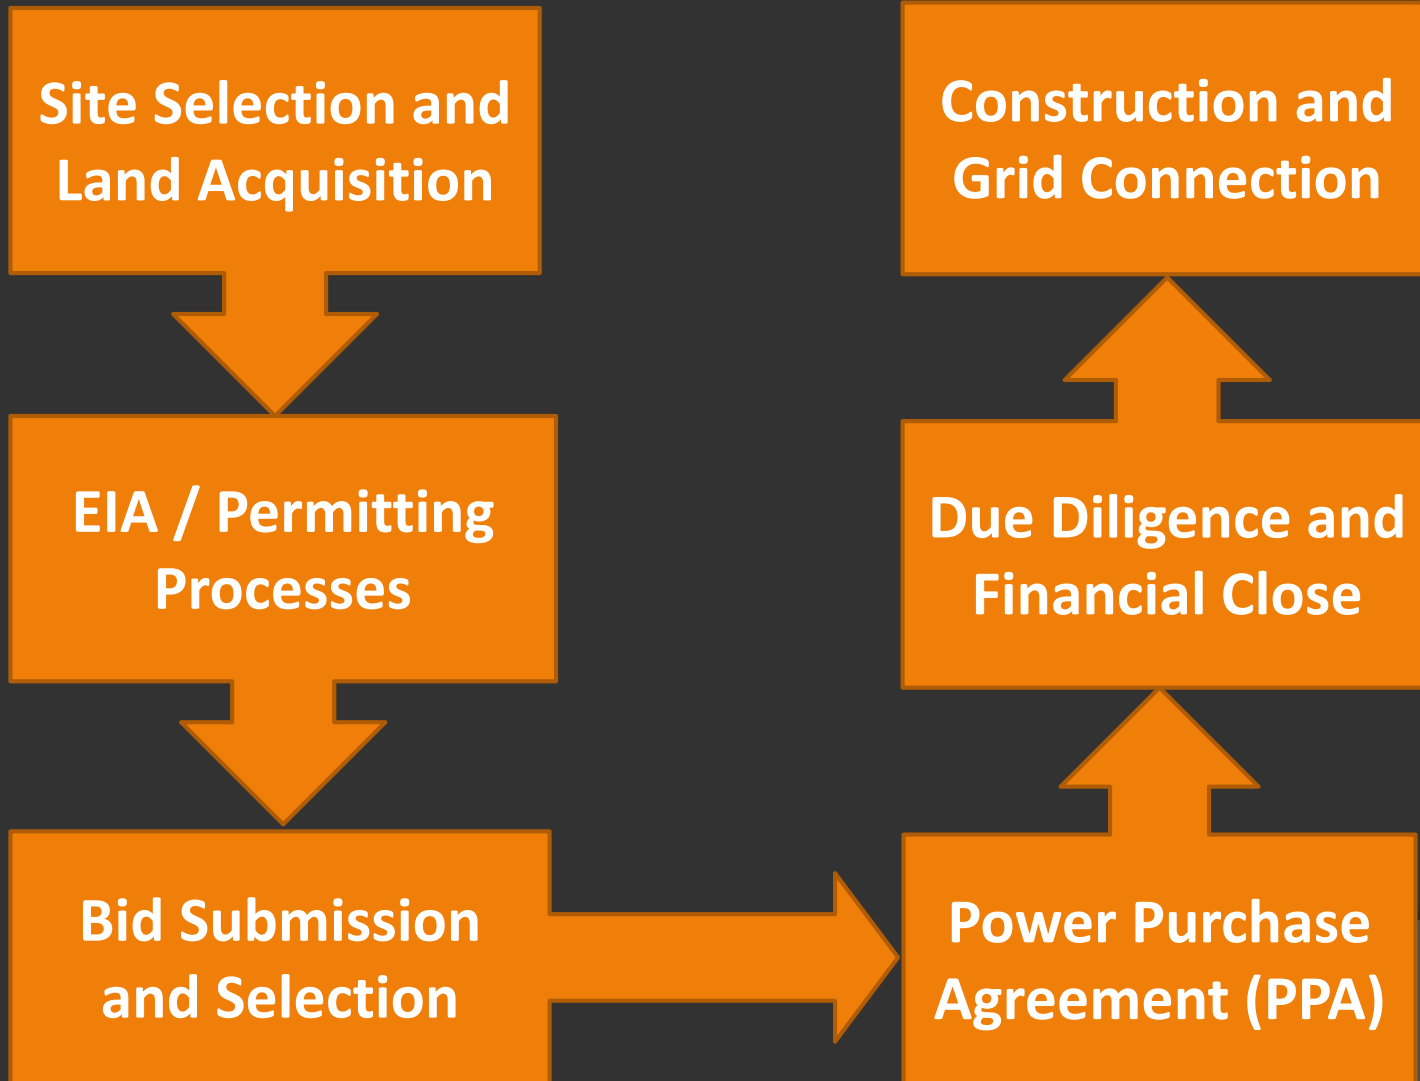 Site Selection and
Land Acquisition
EIA / Permitting
Processes
Bid Submission
and Selection
Power Purchase
Agreement (PPA)
Due Diligence and
Financial Close
Construction and
Grid Connection